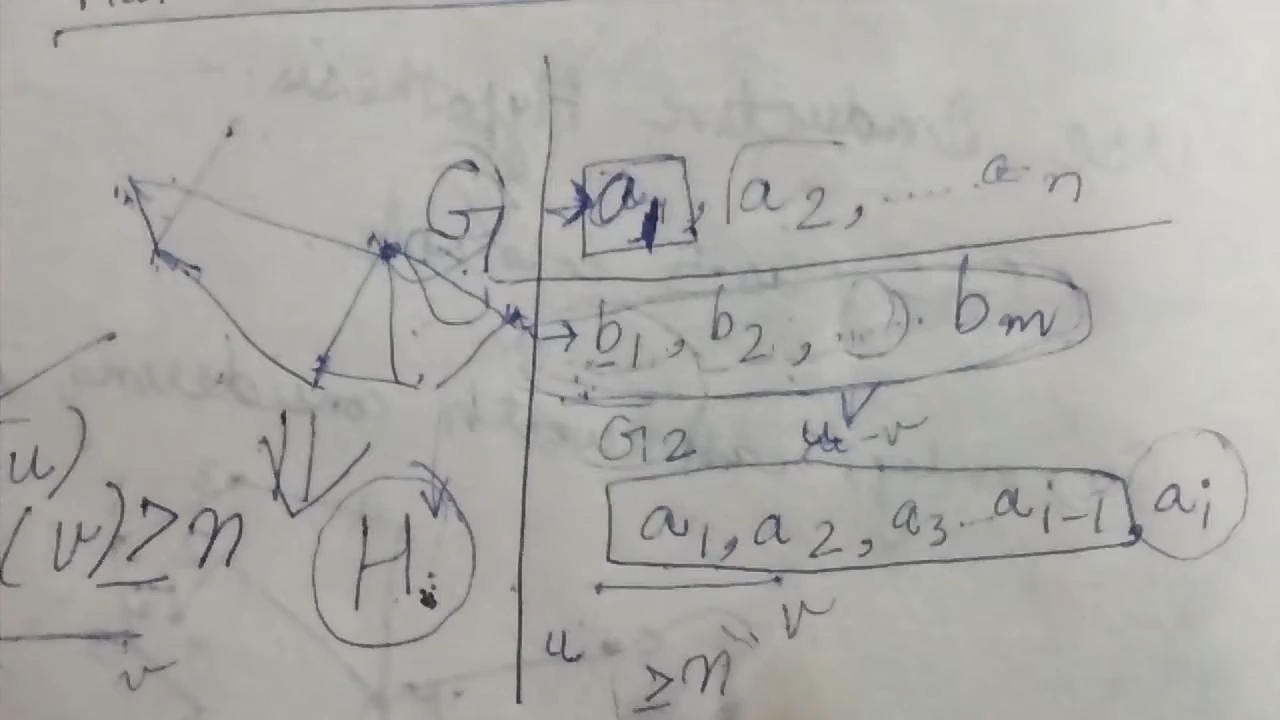 G
a1, a2, ..... an
b1, b2, ... . bm
G2 u-v
a1, a2, a3 .. ai-1, ai
u)
(v) ≥ n
H
v
u v
≥ n